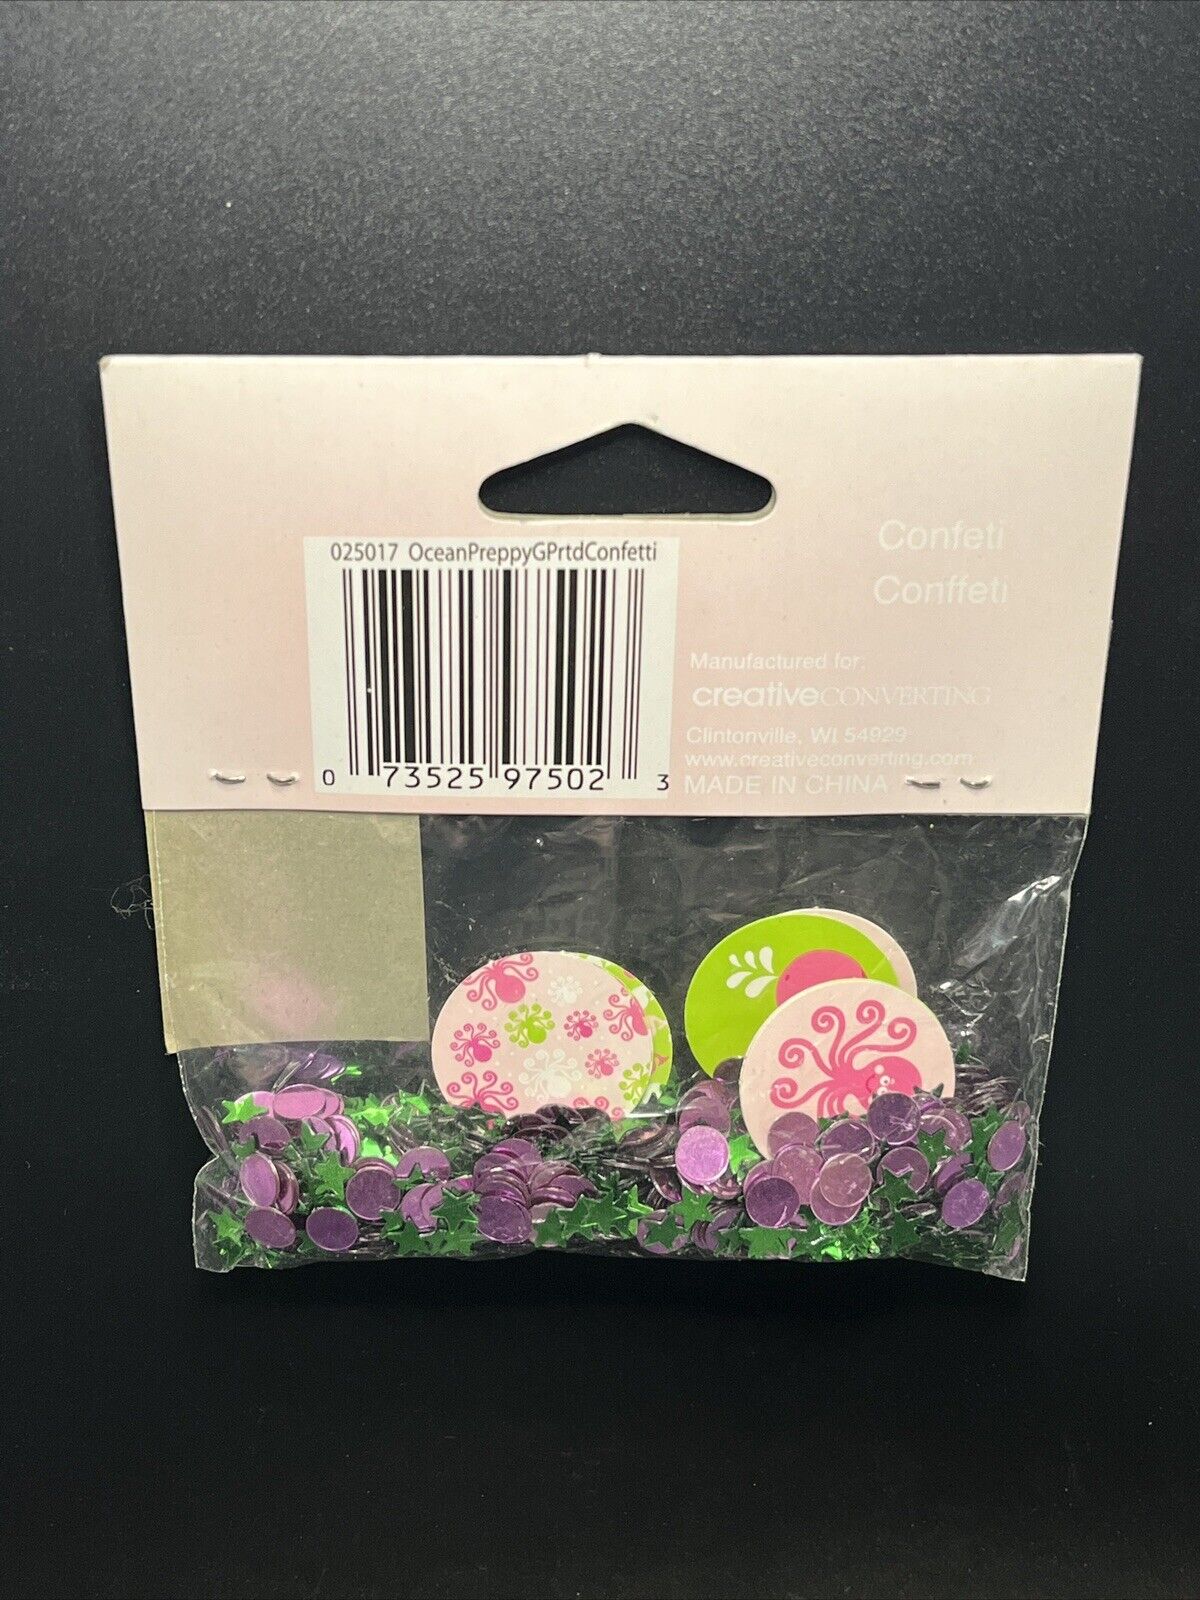 025017 OceanPreppyGPrtdConfetti
0 73525 97502 3
Confeti
Conffeti
Manufactured for:
creativeCONVERTING
Clintonville, WI 54929
www.creativeconverting.com
MADE IN CHINA